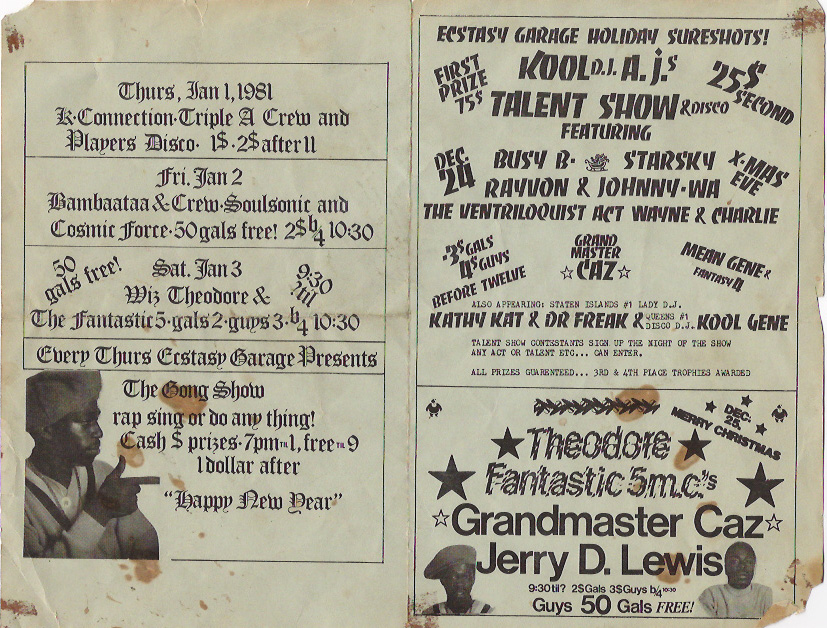 Thurs, Jan 1, 1981
K·Connection·Triple A Crew and
Players Disco· 1$·2$ after 11
Fri. Jan 2
Bambaataa & Crew·Soulsonic and
Cosmic Force·50 gals free! 2$ b4 10:30
50 gals free!
Sat. Jan 3
9:30 'til
Wiz Theodore &
The Fantastic 5·gals 2·guys 3·b4 10:30
Every Thurs Ecstasy Garage Presents
The Gong Show
rap sing or do any thing!
Cash $ prizes·7pm TIL 1, free TIL 9
1 dollar after
"Happy New Year"
ECSTASY GARAGE HOLIDAY SURESHOTS!
FIRST PRIZE 75$
KOOL D.J. A.J.'S
25$ SECOND
TALENT SHOW & DISCO
FEATURING
DEC. 24
BUSY B· STARSKY
X-MAS EVE
RAYVON & JOHNNY·WA
THE VENTRILOQUIST ACT WAYNE & CHARLIE
3$ GALS
4$ GUYS
BEFORE TWELVE
GRAND
MASTER
CAZ
MEAN GENE &
FANTASY 4
ALSO APPEARING: STATEN ISLANDS #1 LADY D.J.
KATHY KAT & DR FREAK & QUEENS #1 DISCO D.J. KOOL GENE
TALENT SHOW CONTESTANTS SIGN UP THE NIGHT OF THE SHOW
ANY ACT OR TALENT ETC... CAN ENTER.
ALL PRIZES GUARENTEED... 3RD & 4TH PLACE TROPHIES AWARDED
DEC. 25.
MERRY CHRISTMAS
Theodore
Fantastic 5 m.c.'s
Grandmaster Caz
Jerry D. Lewis
9:30 til? 2$ Gals 3$ Guys b/4 10:30
Guys 50 Gals FREE!